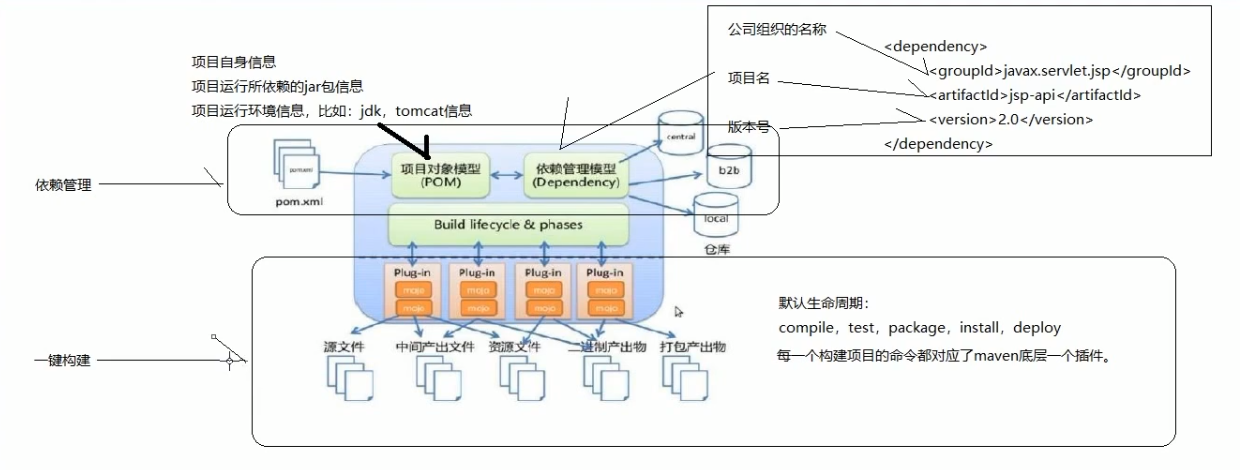 公司组织的名称
<dependency>
<groupId>javax.servlet.jsp</groupId>
项目名
<artifactId>jsp-api</artifactId>
版本号
<version>2.0</version>
</dependency>
项目自身信息
项目运行所依赖的jar包信息
项目运行环境信息，比如：jdk，tomcat信息
依赖管理
pom.xml
pom.xml
项目对象模型
(POM)
依赖管理模型
(Dependency)
central
b2b
local
仓库
Build lifecycle & phases
Plug-in
mojo
mojo
Plug-in
mojo
mojo
Plug-in
mojo
mojo
Plug-in
mojo
mojo
一键构建
源文件
中间产出文件
资源文件
二进制产出物
打包产出物
默认生命周期：
compile，test，package，install，deploy
每一个构建项目的命令都对应了maven底层一个插件。